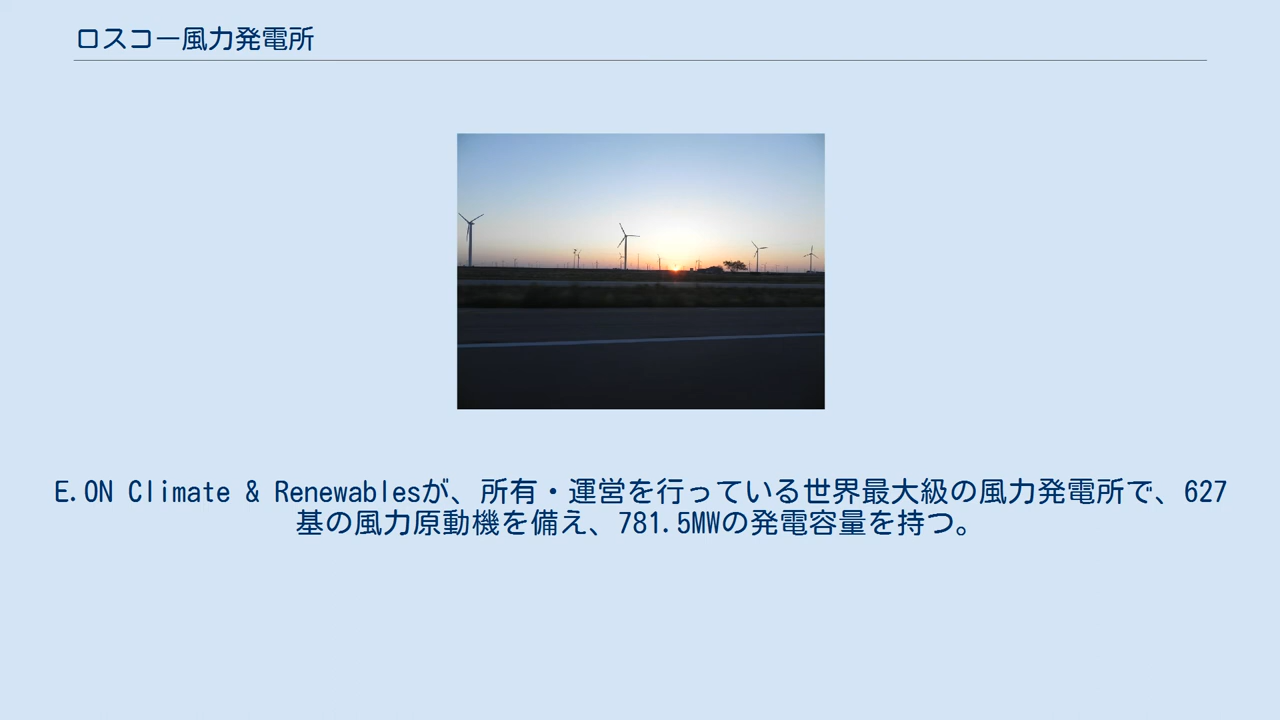 ロスコー風力発電所
E.ON Climate & Renewablesが、所有・運営を行っている世界最大級の風力発電所で、627
基の風力原動機を備え、781.5MWの発電容量を持つ。